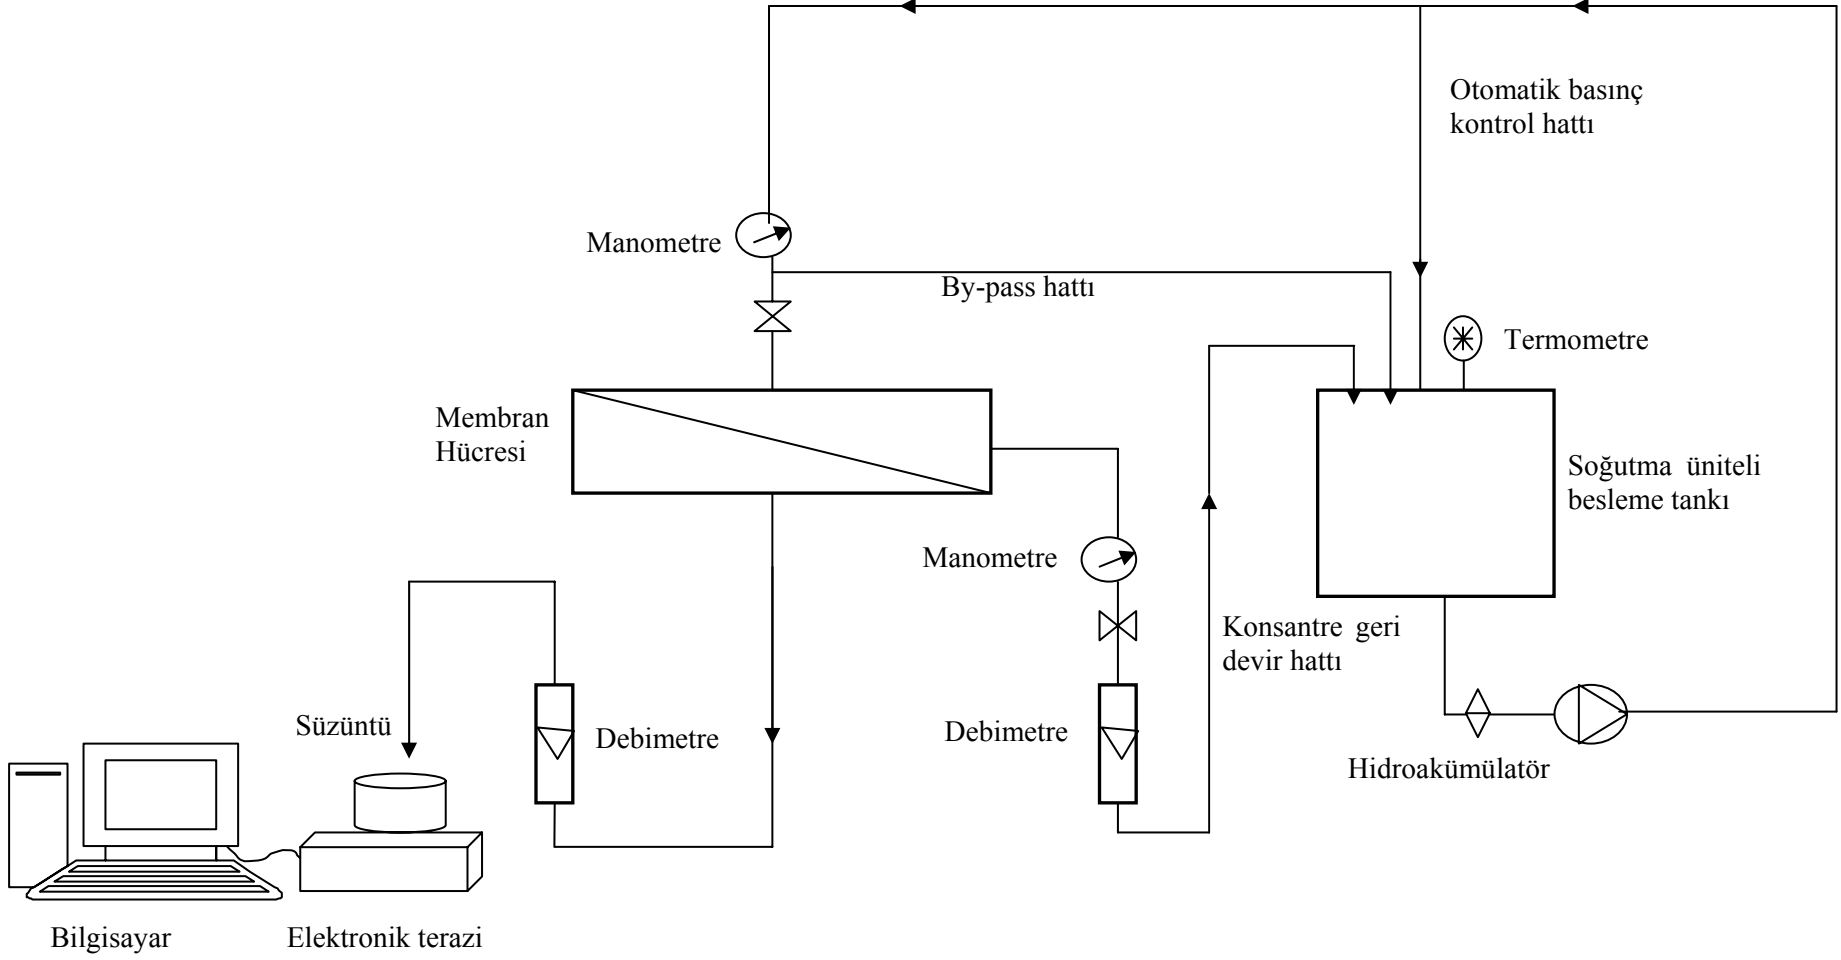 Otomatik basınç
kontrol hattı
Manometre
By-pass hattı
Termometre
Membran
Hücresi
Soğutma üniteli
besleme tankı
Manometre
Konsantre geri
devir hattı
Süzüntü
Debimetre
Debimetre
Hidroakümülatör
Bilgisayar
Elektronik terazi